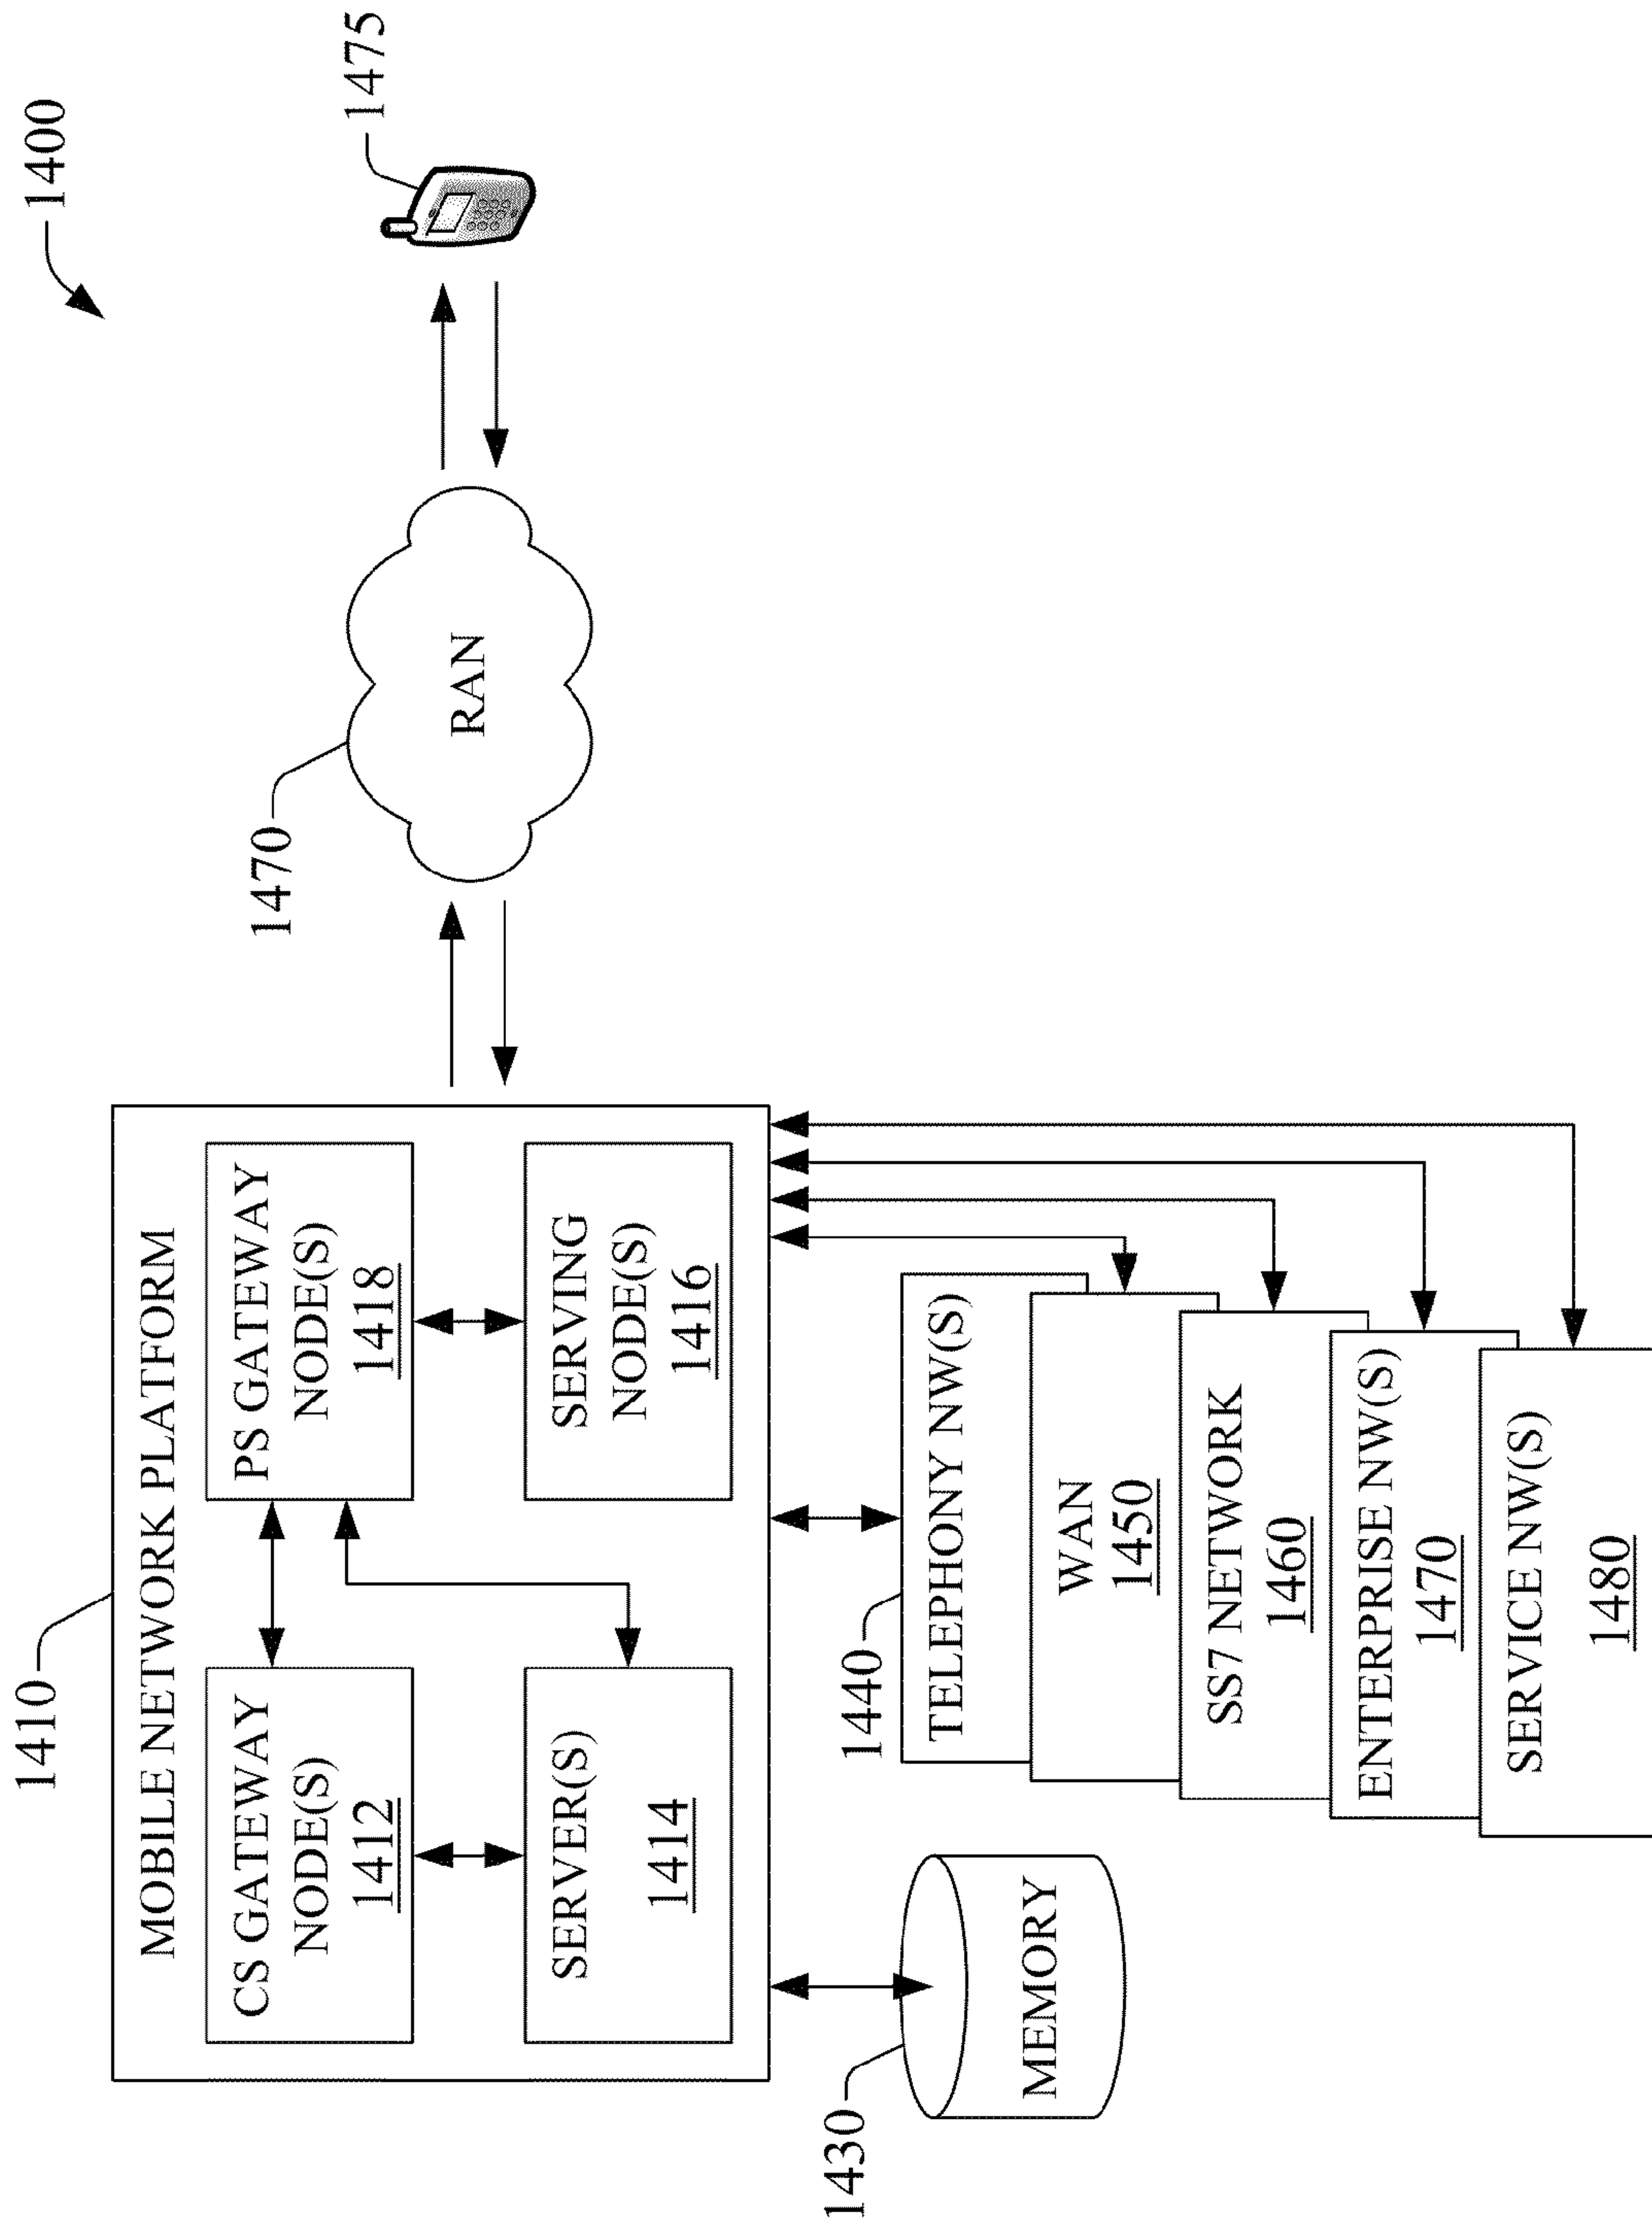 1400
1410
MOBILE NETWORK PLATFORM
CS GATEWAY
NODE(S)
1412
PS GATEWAY
NODE(S)
1418
SERVER(S)
1414
SERVING
NODE(S)
1416
1470
RAN
1475
1430
MEMORY
1440
TELEPHONY NW(S)
WAN
1450
SS7 NETWORK
1460
ENTERPRISE NW(S)
1470
SERVICE NW(S)
1480